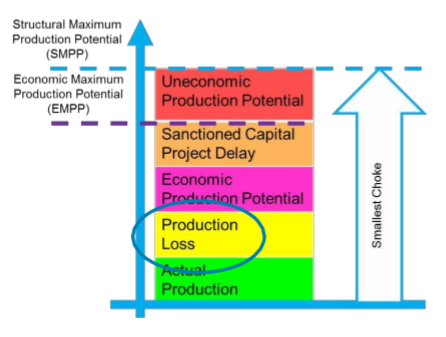 Structural Maximum
Production Potential
(SMPP)
Economic Maximum
Production Potential
(EMPP)
Uneconomic
Production Potential
Sanctioned Capital
Project Delay
Economic
Production Potential
Production
Loss
Actual
Production
Smallest Choke